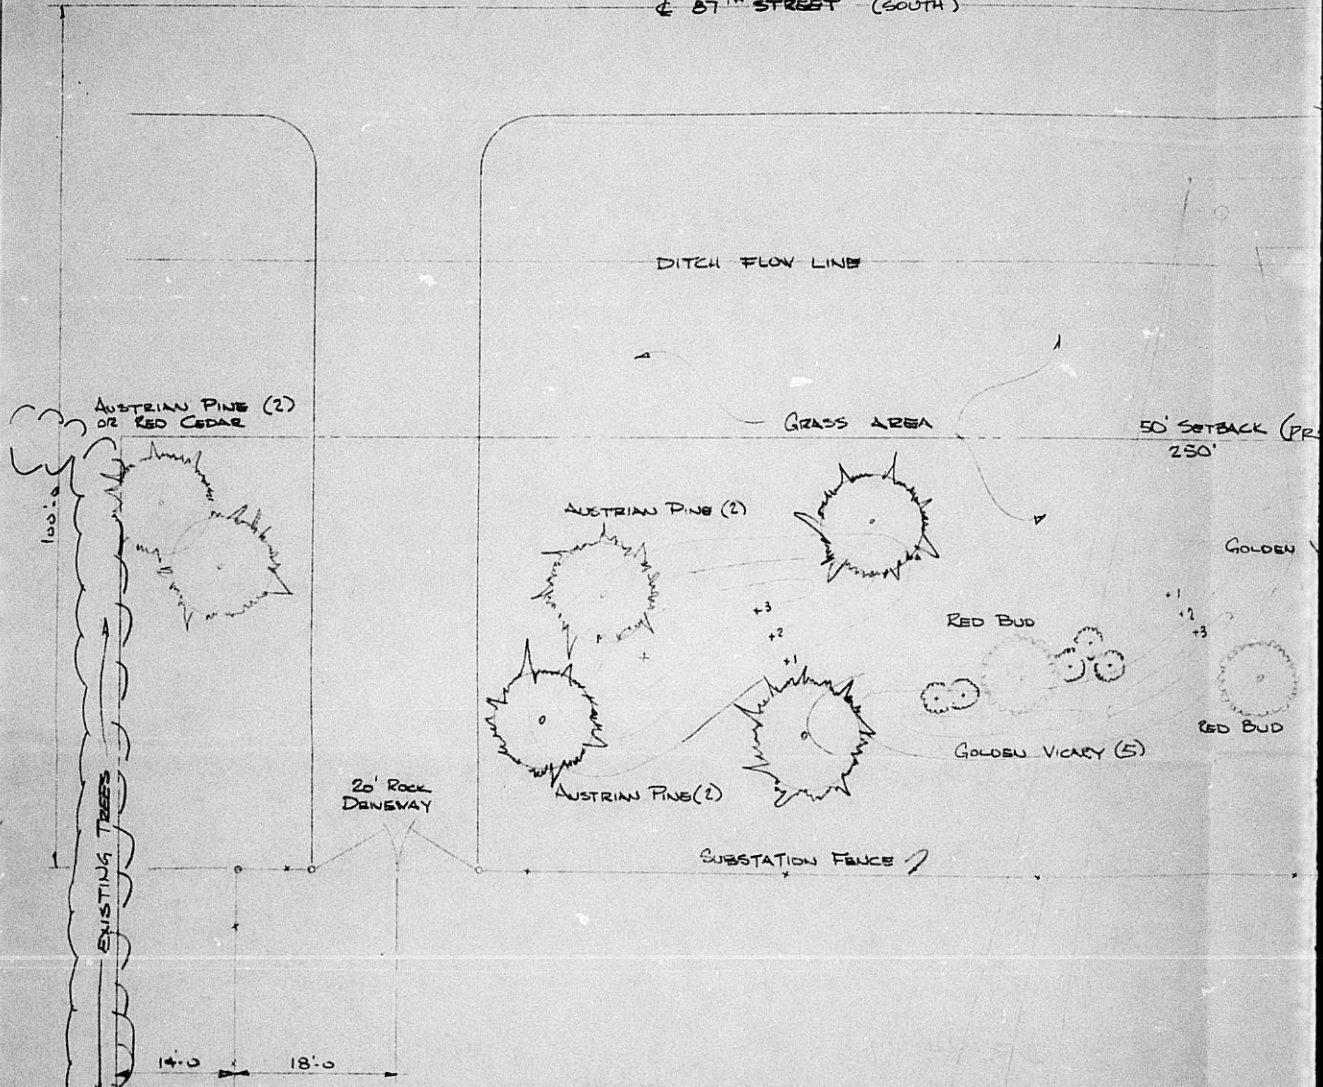 ℄ 87TH STREET (SOUTH)
DITCH FLOW LINE
AUSTRIAN PINE (2)
OR RED CEDAR
GRASS AREA
50' SETBACK (PR
250'
100'-0
AUSTRIAN PINE (2)
GOLDEN
+3
+2
+1
+1
+2
+3
RED BUD
RED BUD
GOLDEN VICARY (5)
20' ROCK
DRIVEWAY
AUSTRIAN PINE (2)
SUBSTATION FENCE
EXISTING TREES
14'-0
18'-0